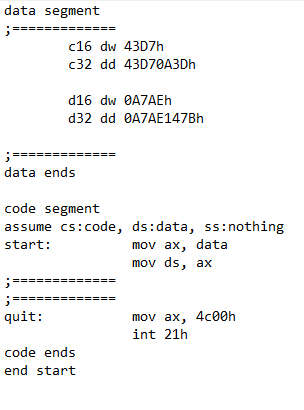 data segment
;=============
c16 dw 43D7h
c32 dd 43D70A3Dh
d16 dw 0A7AEh
d32 dd 0A7AE147Bh
;=============
data ends
code segment
assume cs:code, ds:data, ss:nothing
start: mov ax, data
mov ds, ax
;=============
;=============
quit: mov ax, 4c00h
int 21h
code ends
end start